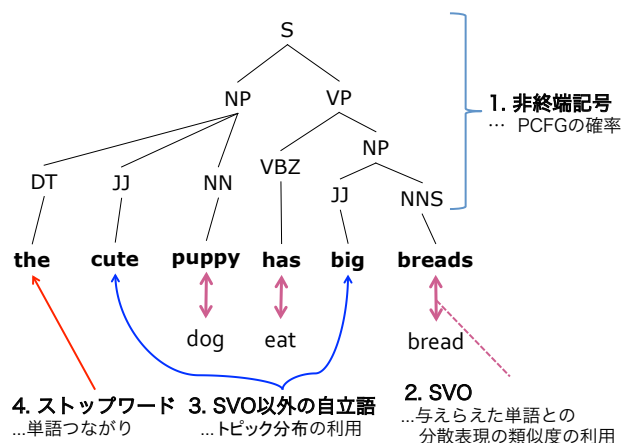 S
NP VP
1. 非終端記号
… PCFGの確率
VBZ NP
DT JJ NN JJ NNS
the cute puppy has big breads
dog eat bread
4. ストップワード
...単語つながり
3. SVO以外の自立語
...トピック分布の利用
2. SVO
...与えらえた単語との
分散表現の類似度の利用